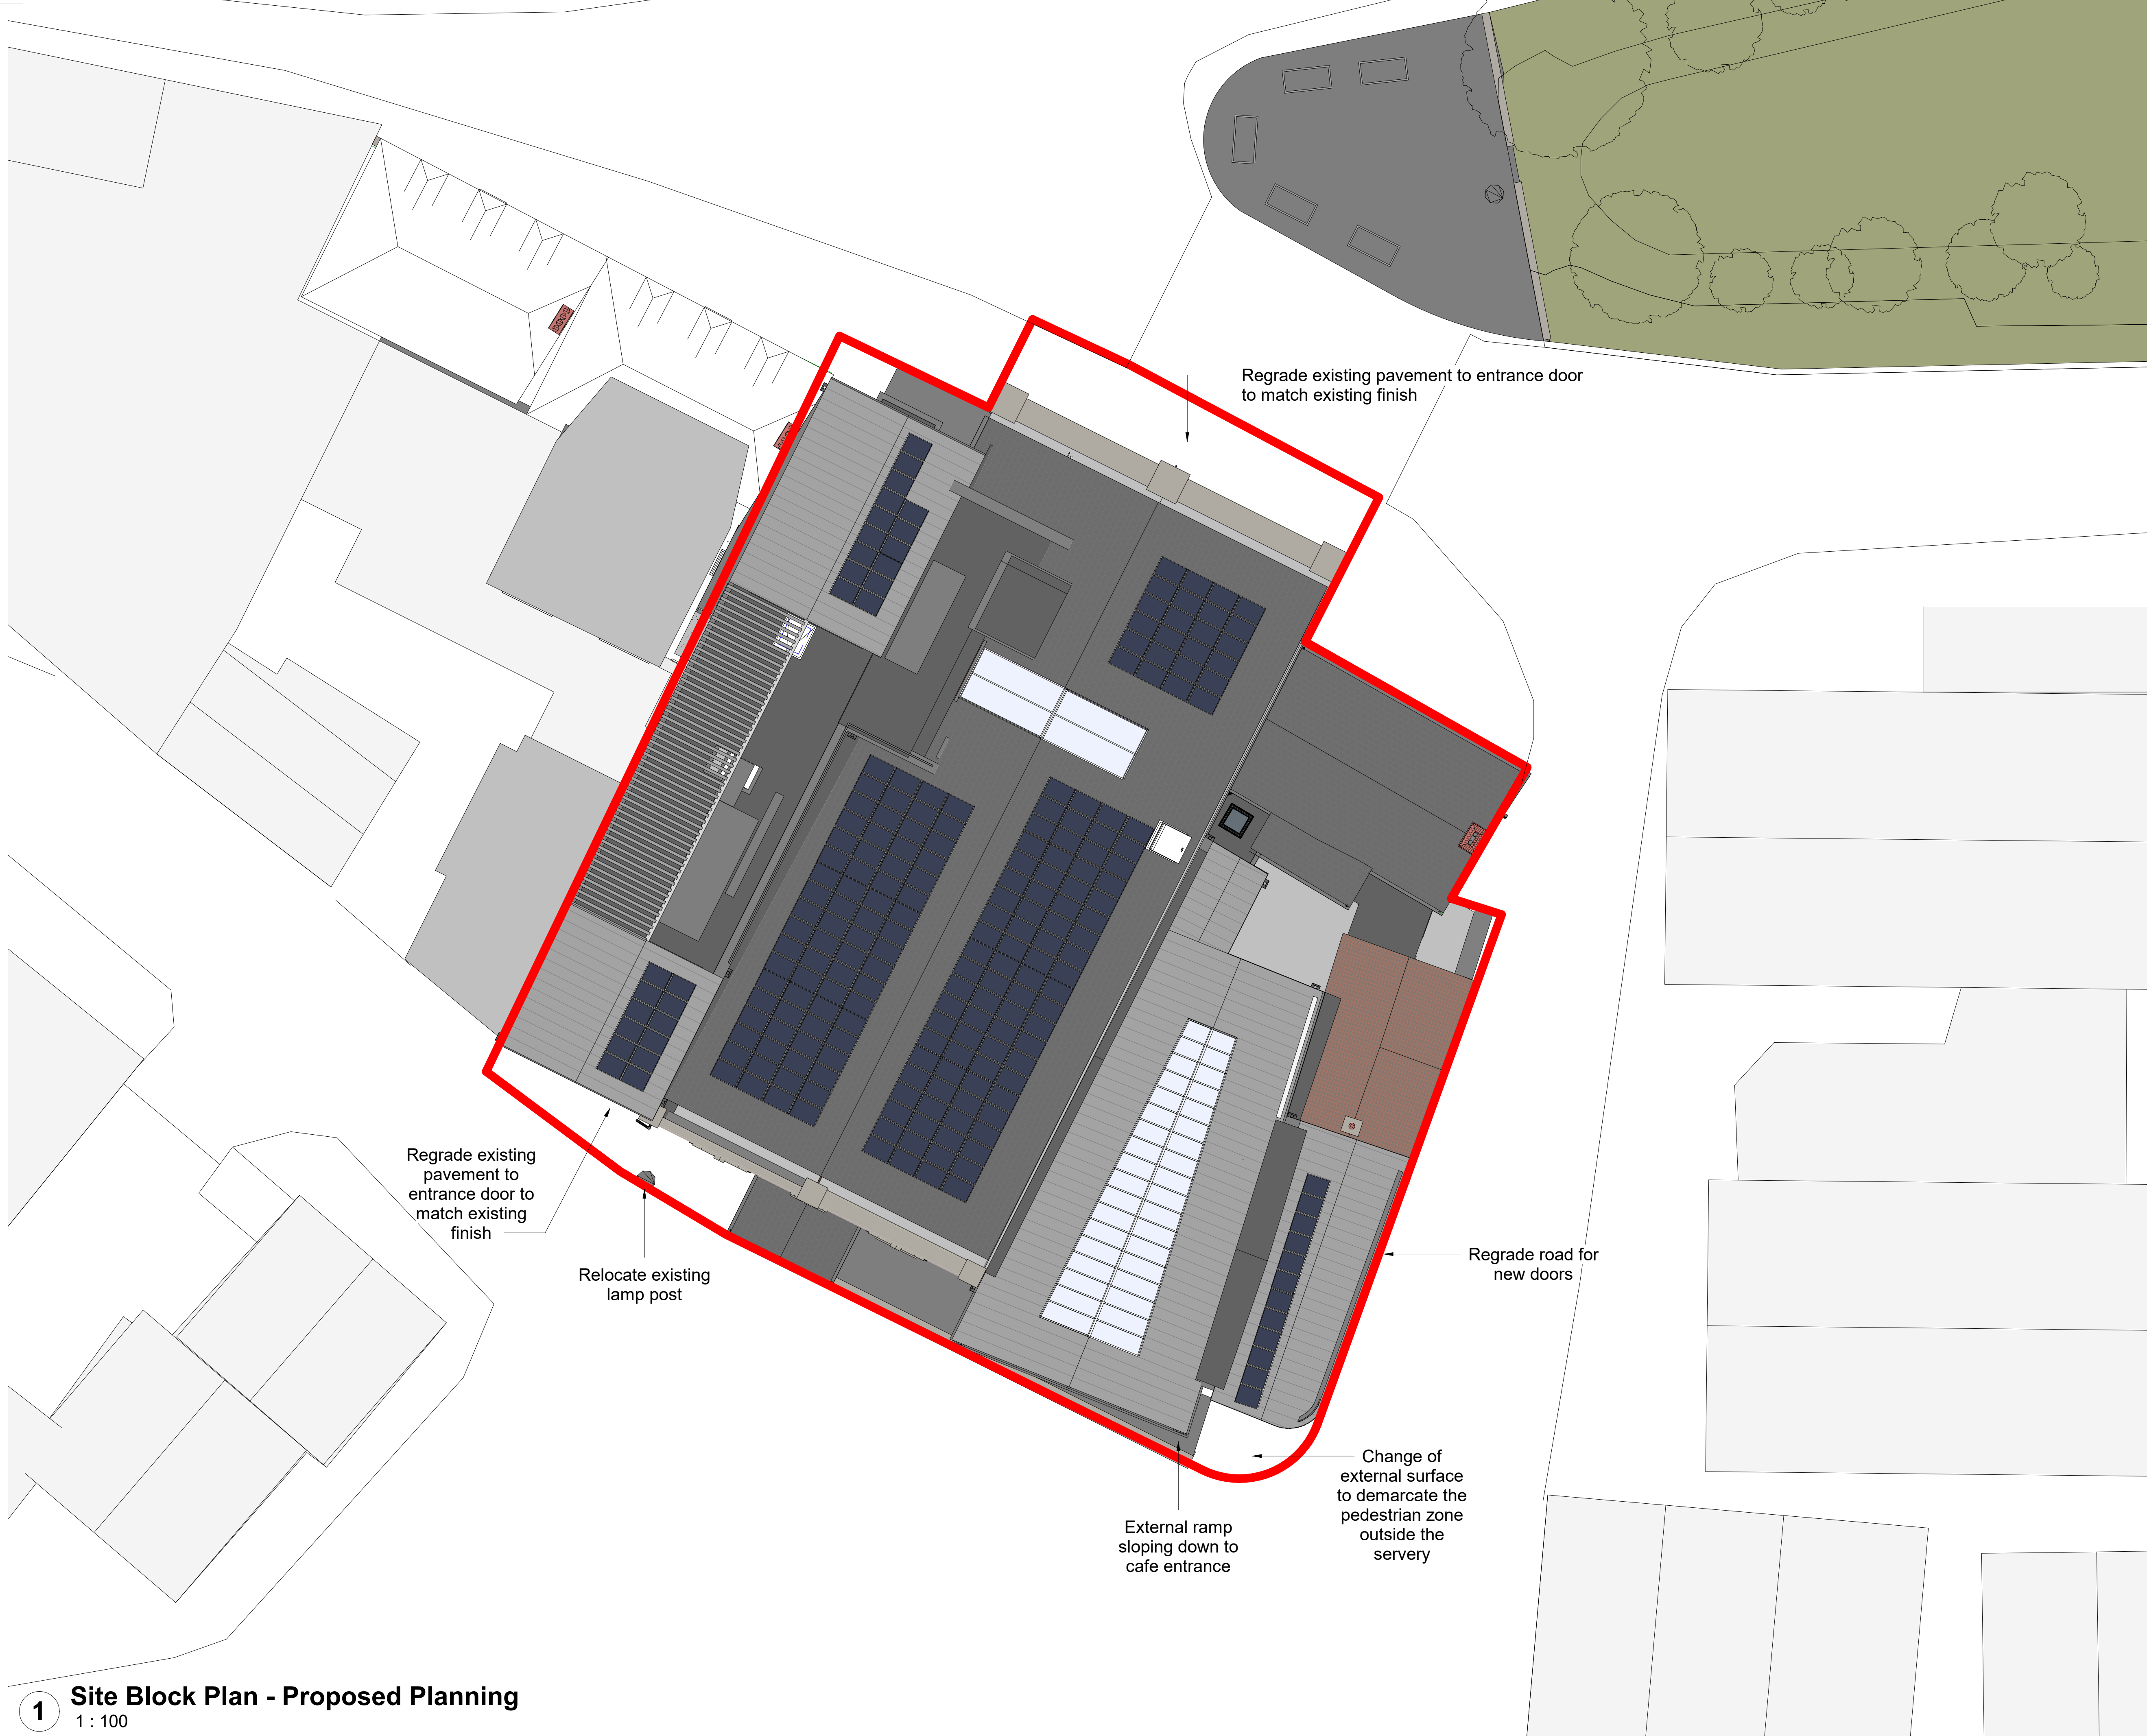 Regrade existing pavement to entrance door
to match existing finish
Regrade existing
pavement to
entrance door to
match existing
finish
Relocate existing
lamp post
Regrade road for
new doors
Change of
external surface
to demarcate the
pedestrian zone
outside the
servery
External ramp
sloping down to
cafe entrance
1
Site Block Plan - Proposed Planning
1 : 100